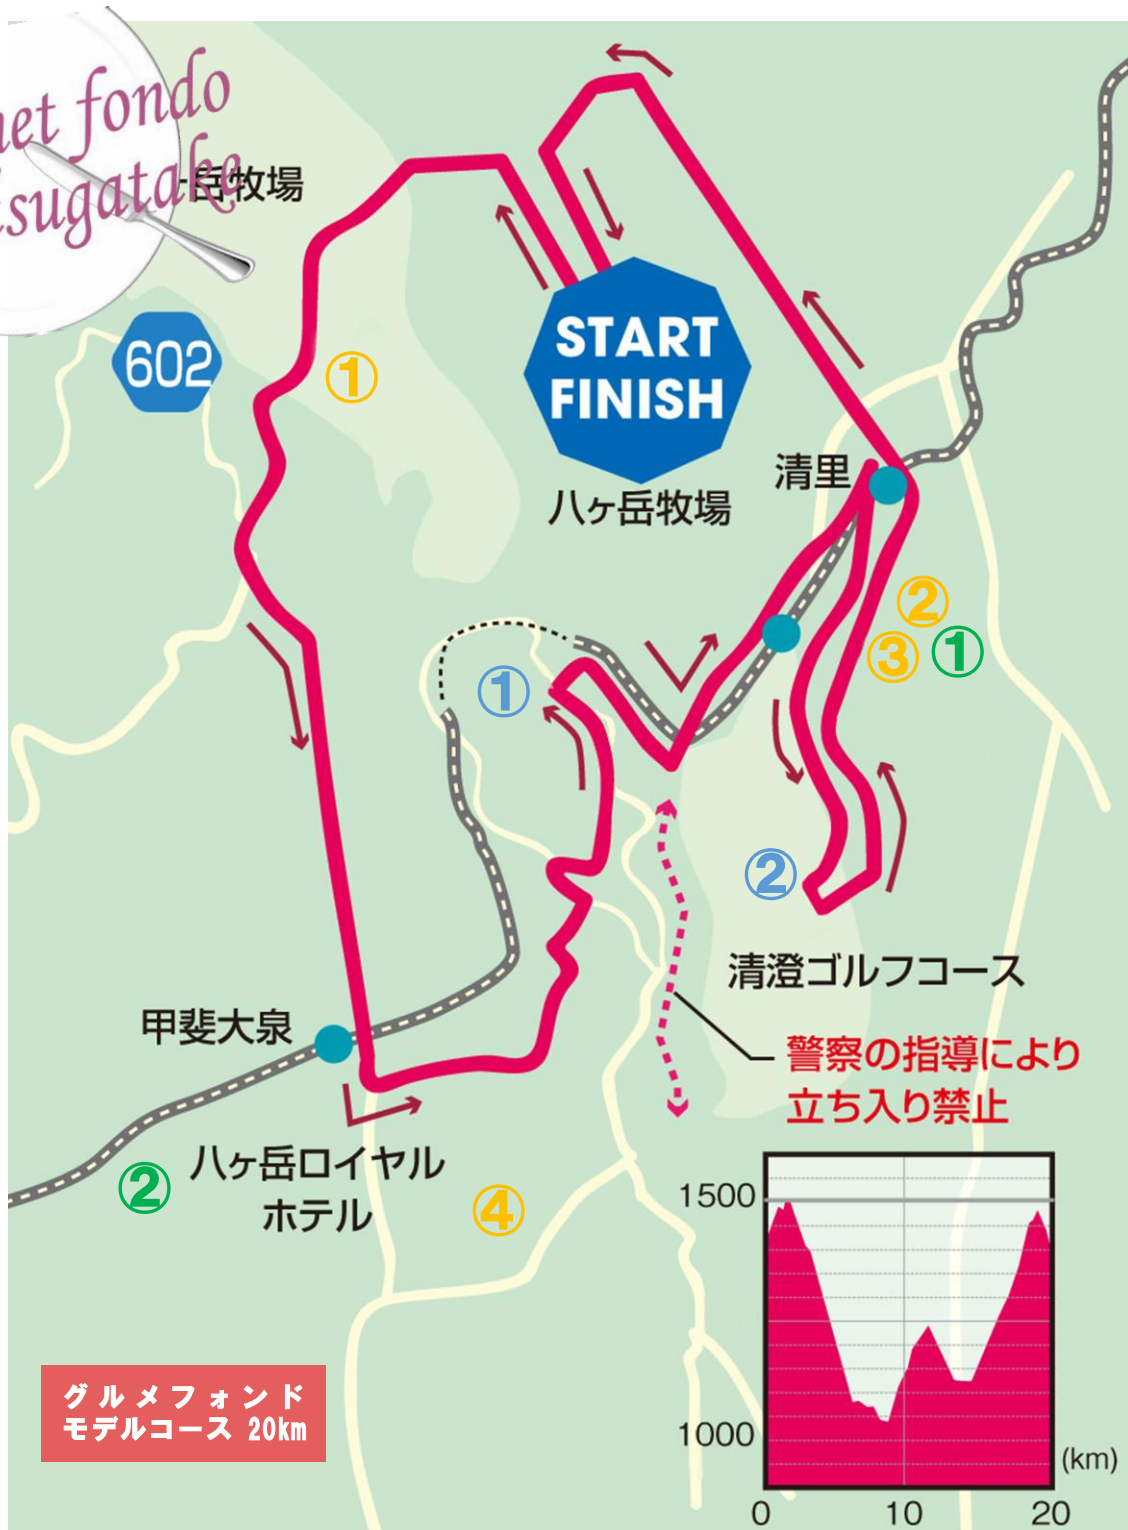 et fondo
sugatake
岳牧場
602
①
START
FINISH
八ヶ岳牧場
清里
②
③ ①
①
②
清澄ゴルフコース
甲斐大泉
警察の指導により
立ち入り禁止
八ヶ岳ロイヤル
ホテル
②
④
1500
1000
(km)
0 10 20
グルメフォンド
モデルコース 20km